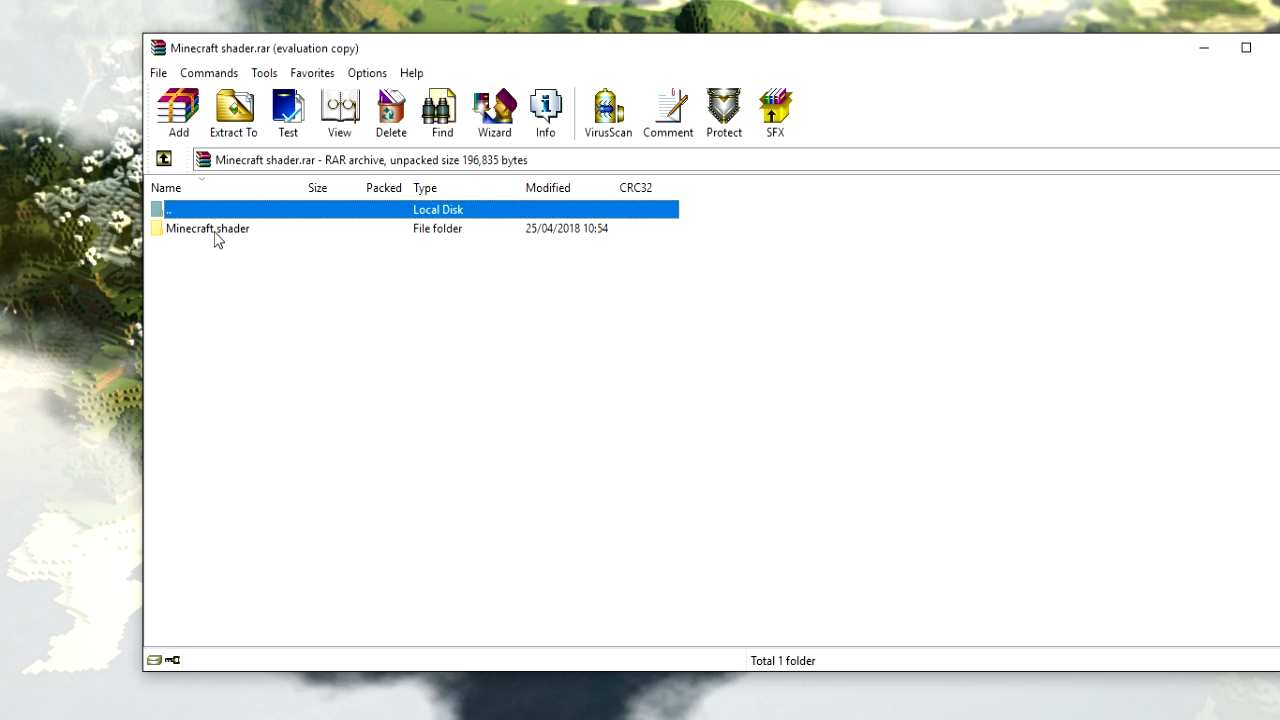 Minecraft shader.rar (evaluation copy)
File Commands Tools Favorites Options Help
Add Extract To Test View Delete Find Wizard Info VirusScan Comment Protect SFX
Minecraft shader.rar - RAR archive, unpacked size 196,835 bytes
Name Size Packed Type Modified CRC32
.. Local Disk
Minecraft shader File folder 25/04/2018 10:54
Total 1 folder